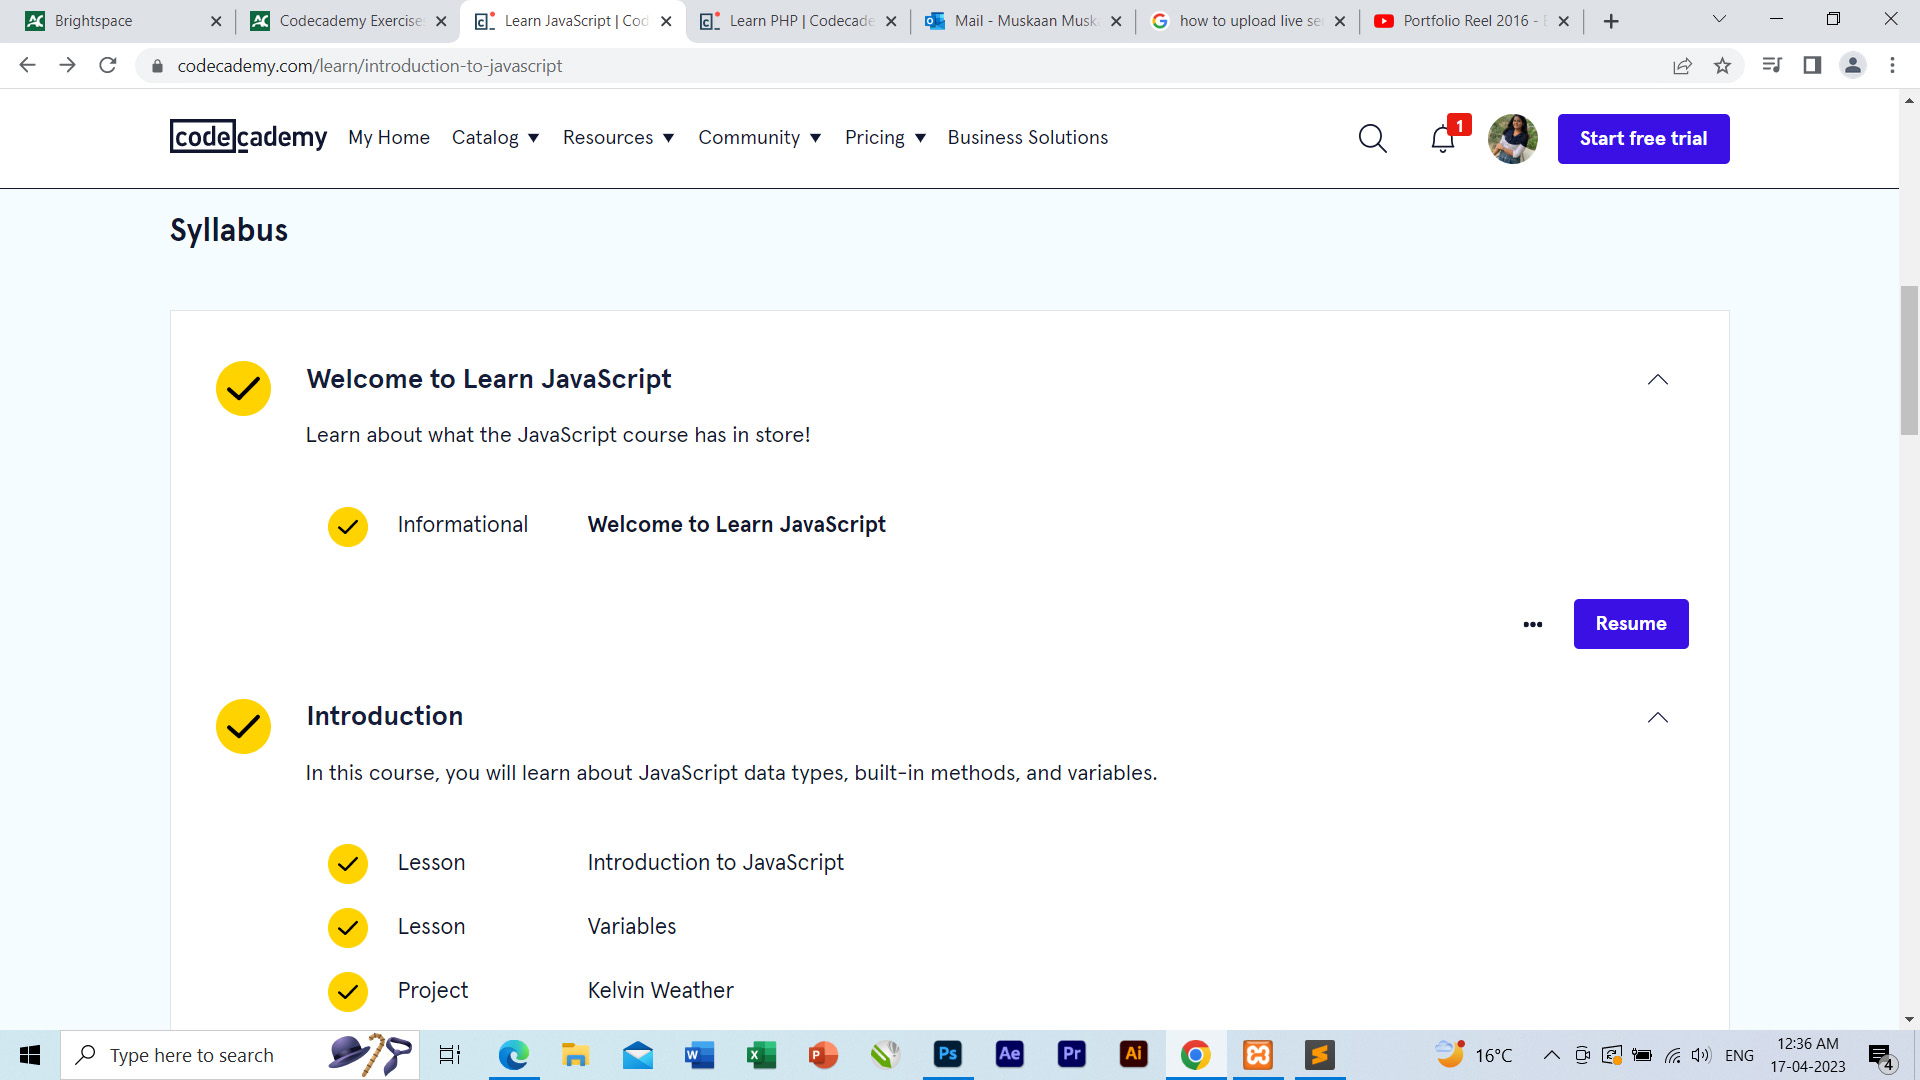 Brightspace
Codecademy Exercise
Learn JavaScript | Cod
Learn PHP | Codecade
Mail - Muskaan Musk
how to upload live se
Portfolio Reel 2016 -
codecademy.com/learn/introduction-to-javascript
codecademy
My Home
Catalog
Resources
Community
Pricing
Business Solutions
1
Start free trial
Syllabus
Welcome to Learn JavaScript
Learn about what the JavaScript course has in store!
Informational
Welcome to Learn JavaScript
Resume
Introduction
In this course, you will learn about JavaScript data types, built-in methods, and variables.
Lesson
Introduction to JavaScript
Lesson
Variables
Project
Kelvin Weather
Type here to search
Ps
Ae
Pr
Ai
16°C
ENG
12:36 AM
17-04-2023
4